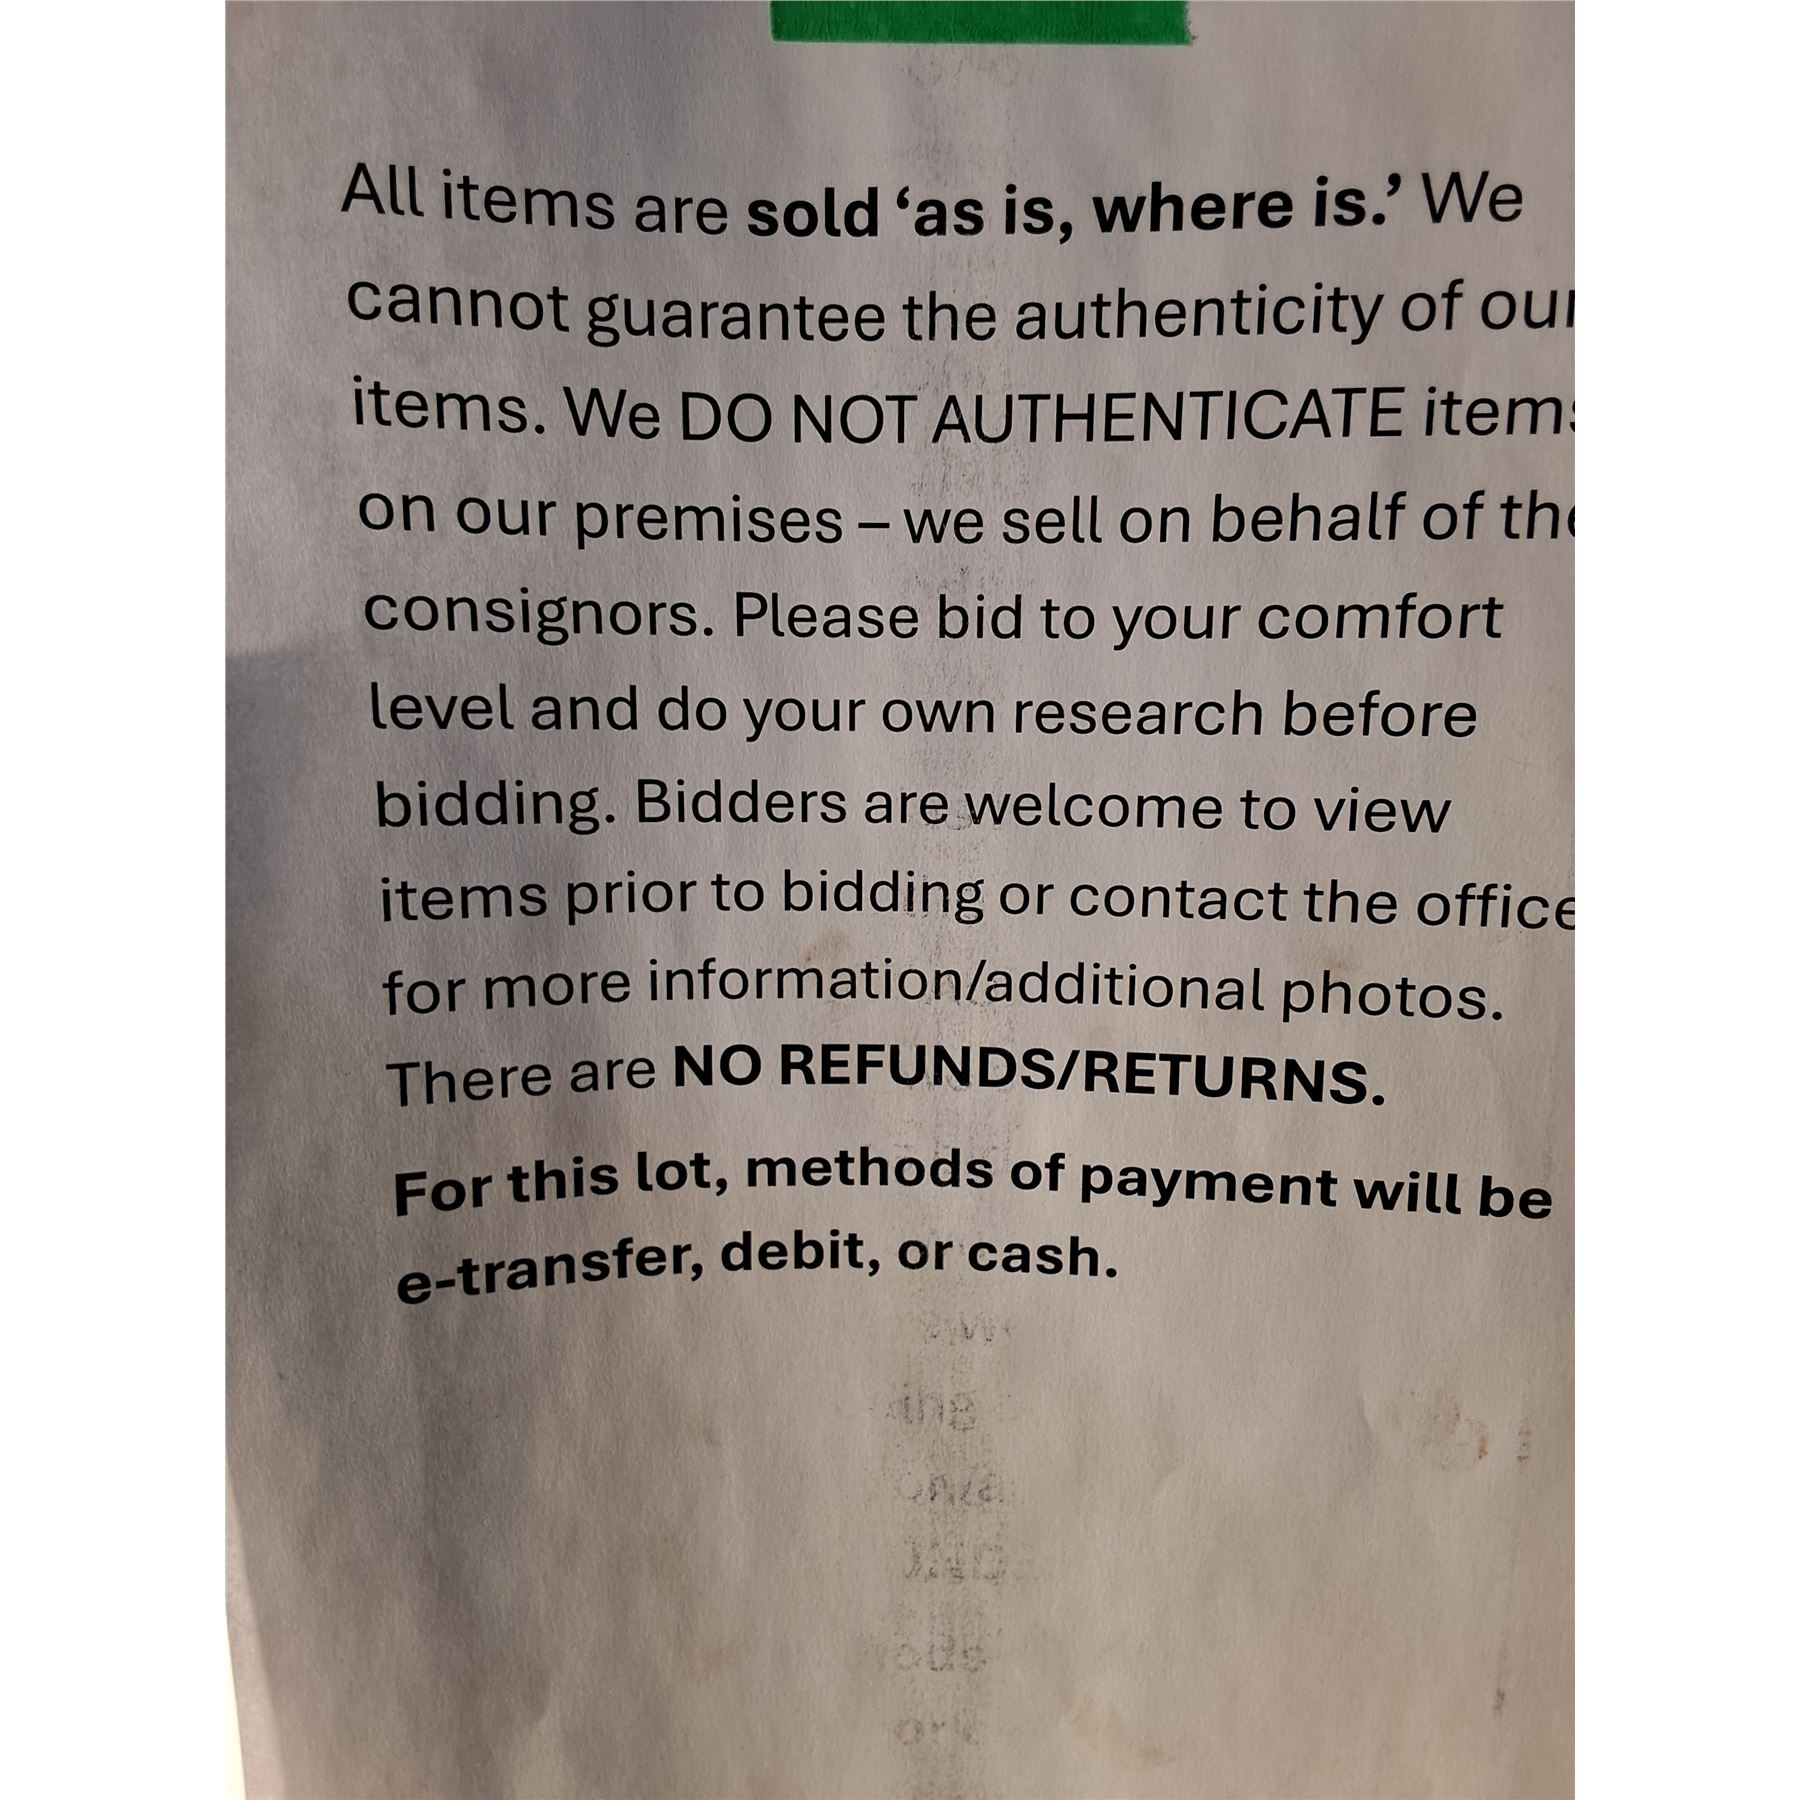 All items are sold ‘as is, where is.’ We
cannot guarantee the authenticity of our
items. We DO NOT AUTHENTICATE items
on our premises – we sell on behalf of the
consignors. Please bid to your comfort
level and do your own research before
bidding. Bidders are welcome to view
items prior to bidding or contact the office
for more information/additional photos.
There are NO REFUNDS/RETURNS.
For this lot, methods of payment will be
e-transfer, debit, or cash.